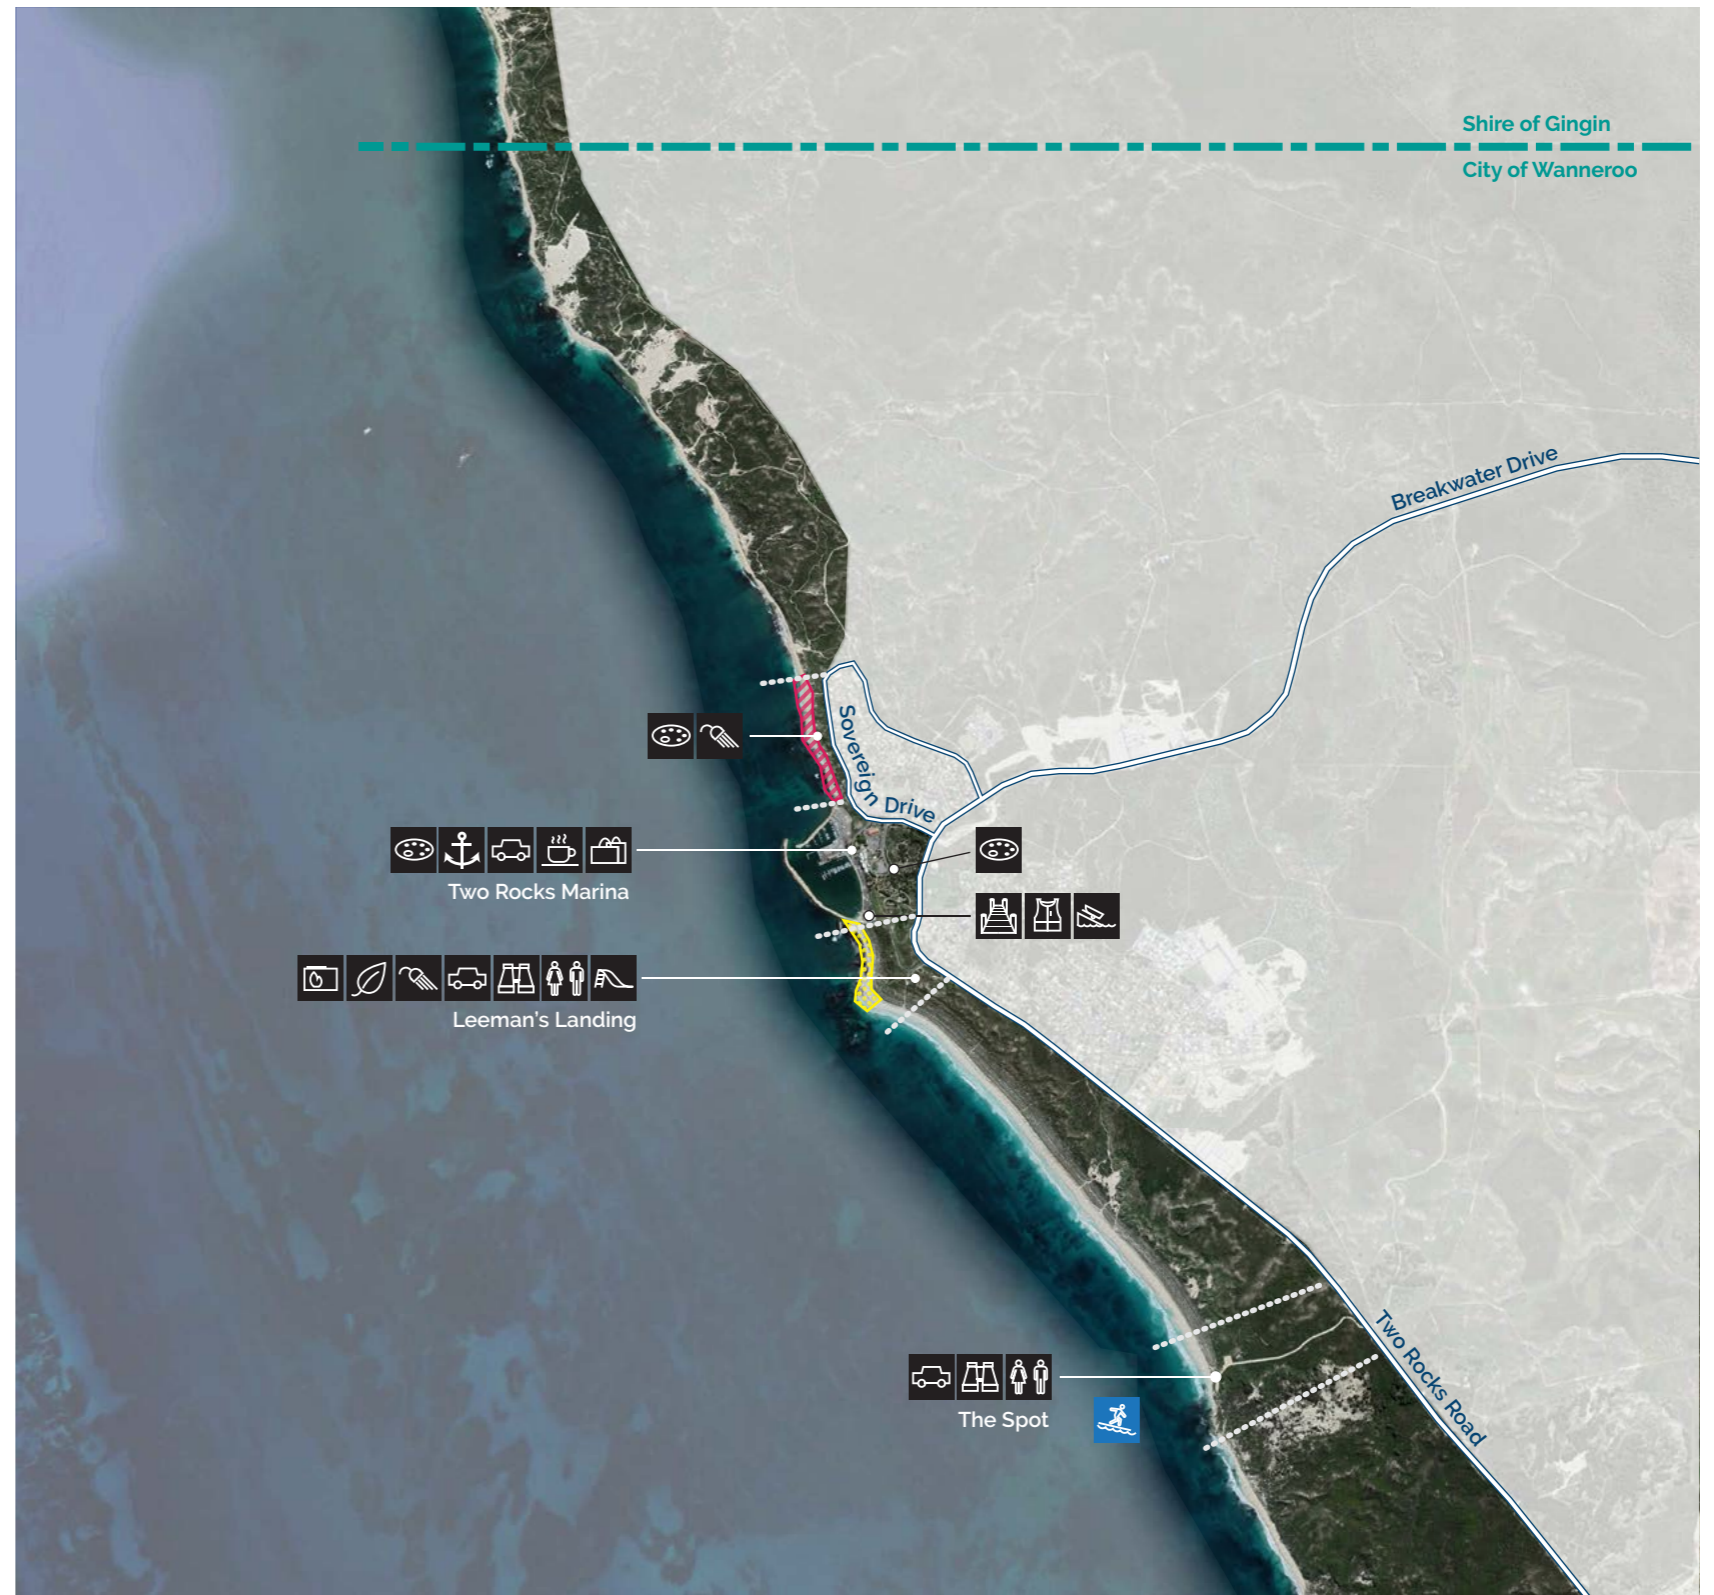 Shire of Gingin
City of Wanneroo
Breakwater Drive
Sovereign Drive
Two Rocks Marina
Leeman's Landing
Two Rocks Road
The Spot